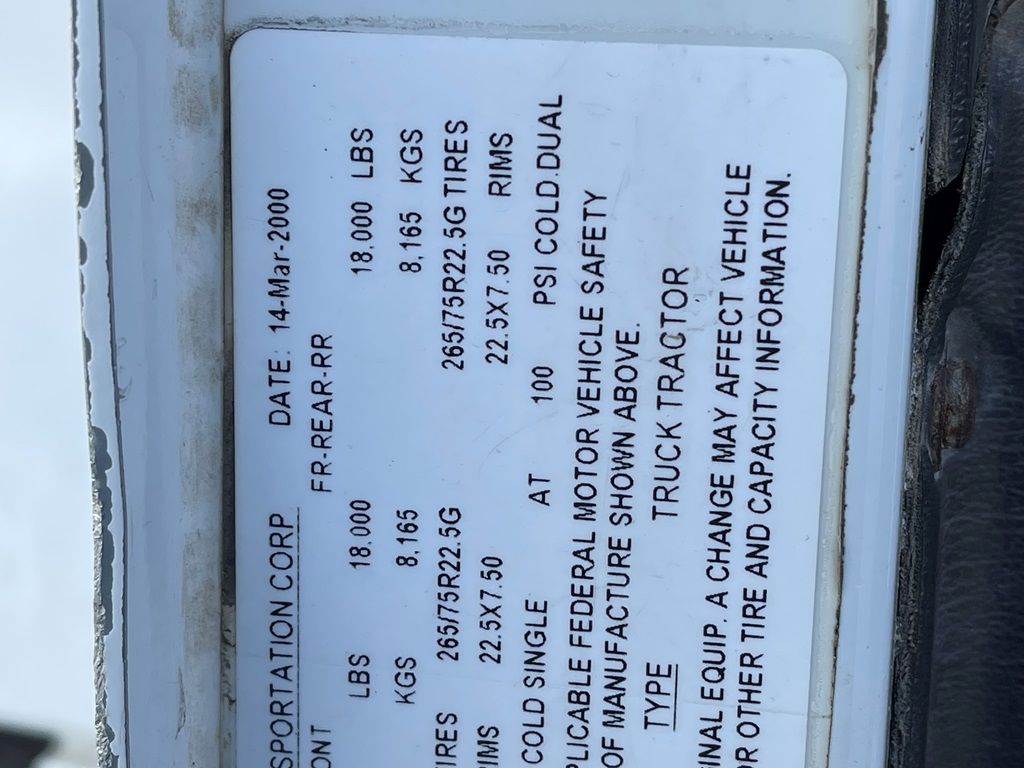 SPORTATION CORP DATE: 14-Mar-2000
ONT FR-REAR-RR
LBS 18.000 18.000 LBS
KGS 8.165 8.165 KGS
IRES 265/75R22.5G 265/75R22.5G TIRES
IMS 22.5X7.50 22.5X7.50 RIMS
COLD SINGLE AT 100 PSI COLD.DUAL
PLICABLE FEDERAL MOTOR VEHICLE SAFETY
OF MANUFACTURE SHOWN ABOVE.
TYPE TRUCK TRACTOR
INAL EQUIP. A CHANGE MAY AFFECT VEHICLE
OR OTHER TIRE AND CAPACITY INFORMATION.